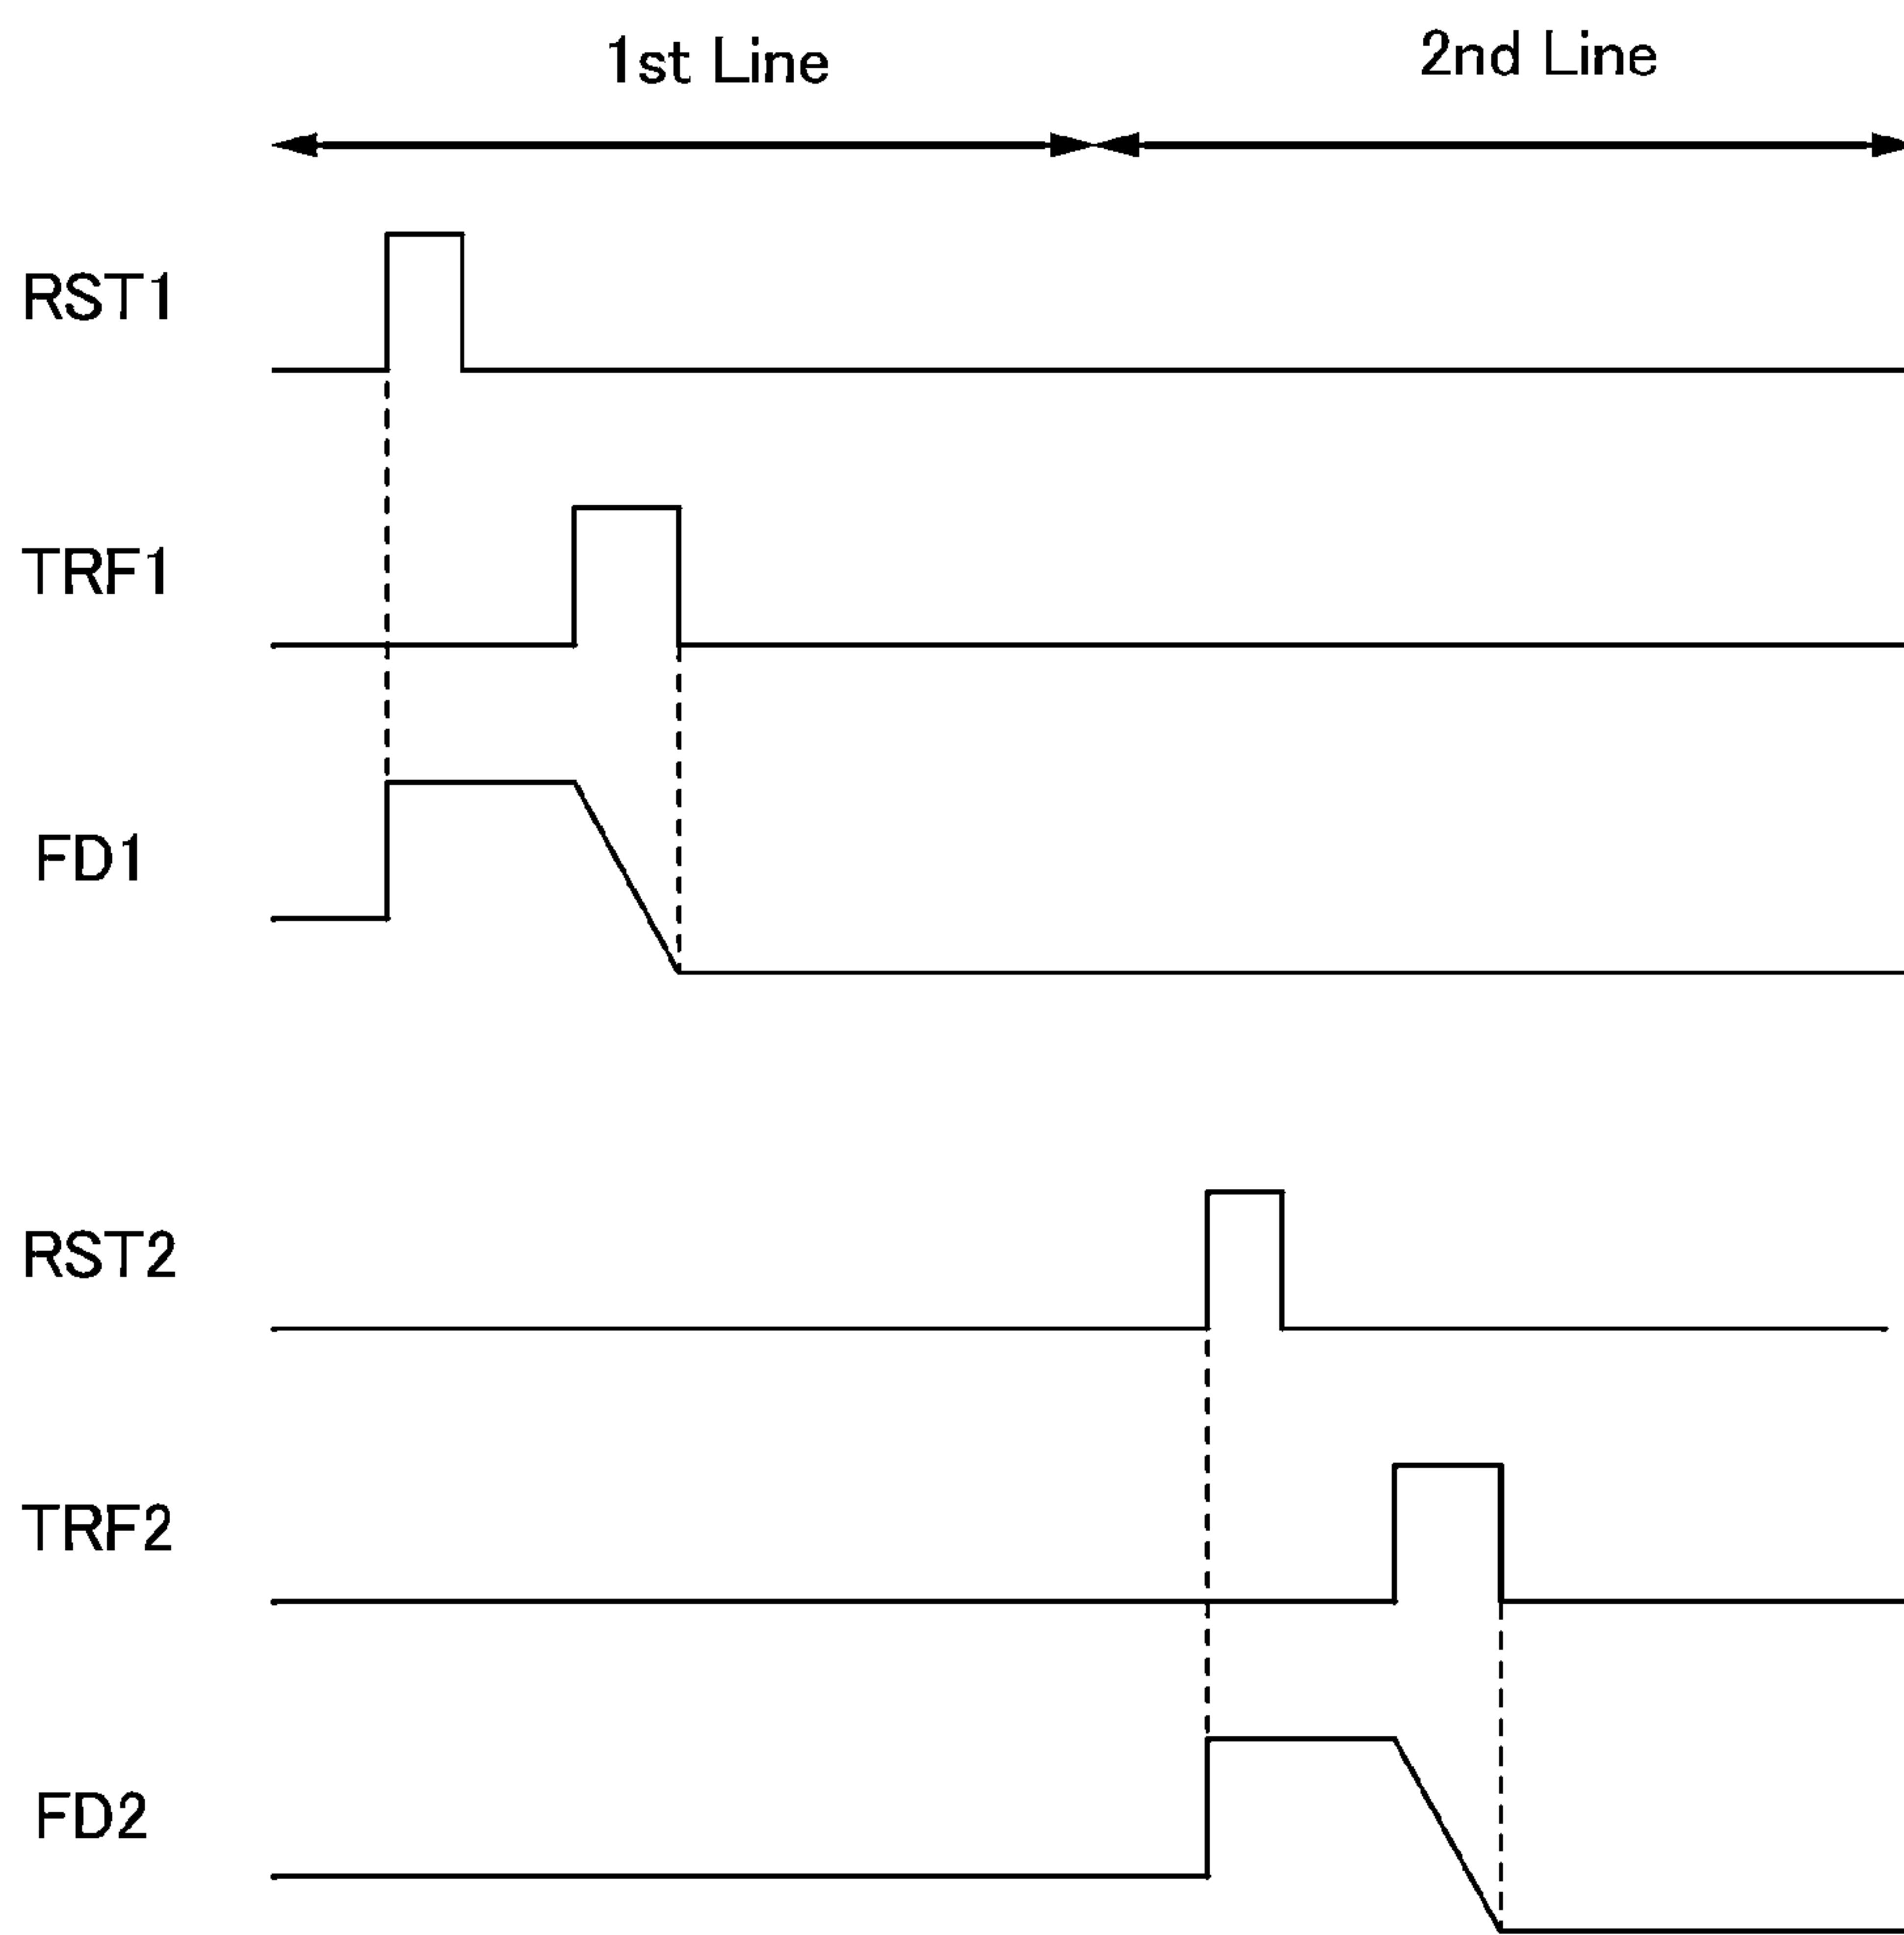 1st Line
2nd Line
RST1
TRF1
FD1
RST2
TRF2
FD2